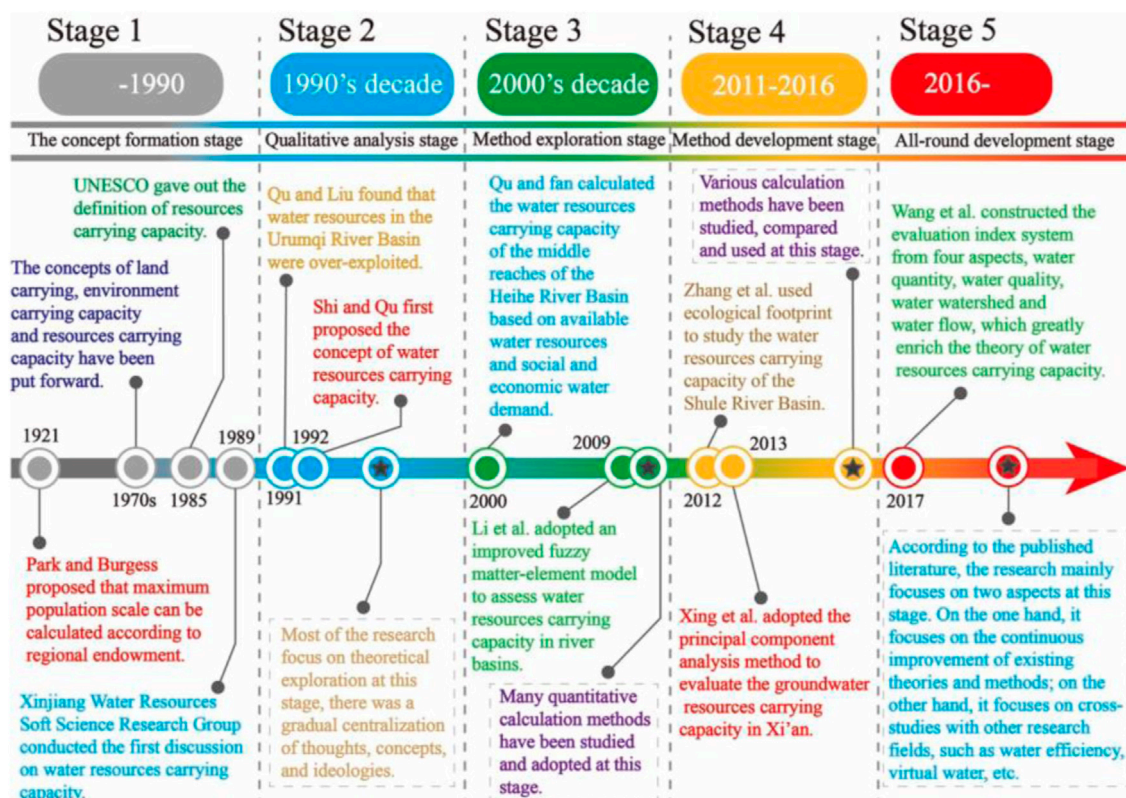 Stage 1
-1990
The concept formation stage
UNESCO gave out the
definition of resources
carrying capacity.
The concepts of land
carrying, environment
carrying capacity
and resources carrying
capacity have been
put forward.
1921
1970s
1985
1989
Park and Burgess
proposed that maximum
population scale can be
calculated according to
regional endowment.
Xinjiang Water Resources
Soft Science Research Group
conducted the first discussion
on water resources carrying
capacity.
Stage 2
1990's decade
Qualitative analysis stage
Qu and Liu found that
water resources in the
Urumqi River Basin
were over-exploited.
Shi and Qu first
proposed the
concept of water
resources carrying
capacity.
1992
1991
Most of the research
focus on theoretical
exploration at this
stage, there was a
gradual centralization
of thoughts, concepts,
and ideologies.
Stage 3
2000's decade
Method exploration stage
Qu and fan calculated
the water resources
carrying capacity
of the middle
reaches of the
Heihe River Basin
based on available
water resources
and social and
economic water
demand.
2009
2000
Li et al. adopted an
improved fuzzy
matter-element model
to assess water
resources carrying
capacity in river
basins.
Many quantitative
calculation methods
have been studied
and adopted at this
stage.
Stage 4
2011-2016
Method development stage
Various calculation
methods have been
studied, compared
and used at this stage.
Zhang et al. used
ecological footprint
to study the water
resources carrying
capacity of the
Shule River Basin.
2013
2012
Xing et al. adopted the
principal component
analysis method to
evaluate the groundwater
resources carrying
capacity in Xi'an.
Stage 5
2016-
All-round development stage
Wang et al. constructed the
evaluation index system
from four aspects, water
quantity, water quality,
water watershed and
water flow, which greatly
enrich the theory of water
resources carrying capacity.
2017
According to the published
literature, the research mainly
focuses on two aspects at this
stage. On the one hand, it
focuses on the continuous
improvement of existing
theories and methods; on the
other hand, it focuses on cross-
studies with other research
fields, such as water efficiency,
virtual water, etc.